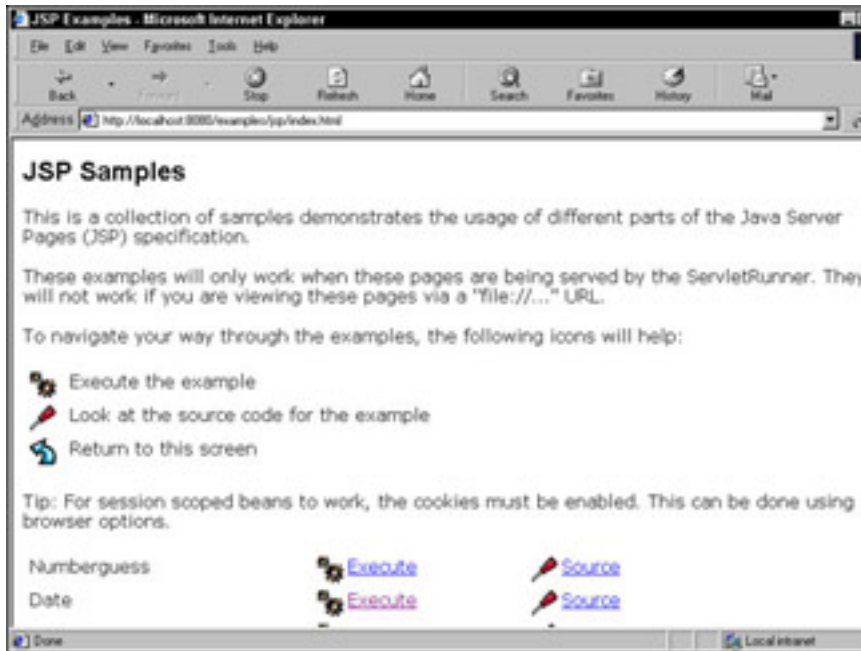 JSP Examples - Microsoft Internet Explorer
File Edit View Favorites Tools Help
Back Forward Stop Refresh Home Search Favorites History Mail
Address http://localhost:8080/examples/jsp/index.html
JSP Samples
This is a collection of samples demonstrates the usage of different parts of the Java Server
Pages (JSP) specification.
These examples will only work when these pages are being served by the ServletRunner. They
will not work if you are viewing these pages via a "file://..." URL.
To navigate your way through the examples, the following icons will help:
Execute the example
Look at the source code for the example
Return to this screen
Tip: For session scoped beans to work, the cookies must be enabled. This can be done using
browser options.
Numberguess Execute Source
Date Execute Source
Done Local intranet